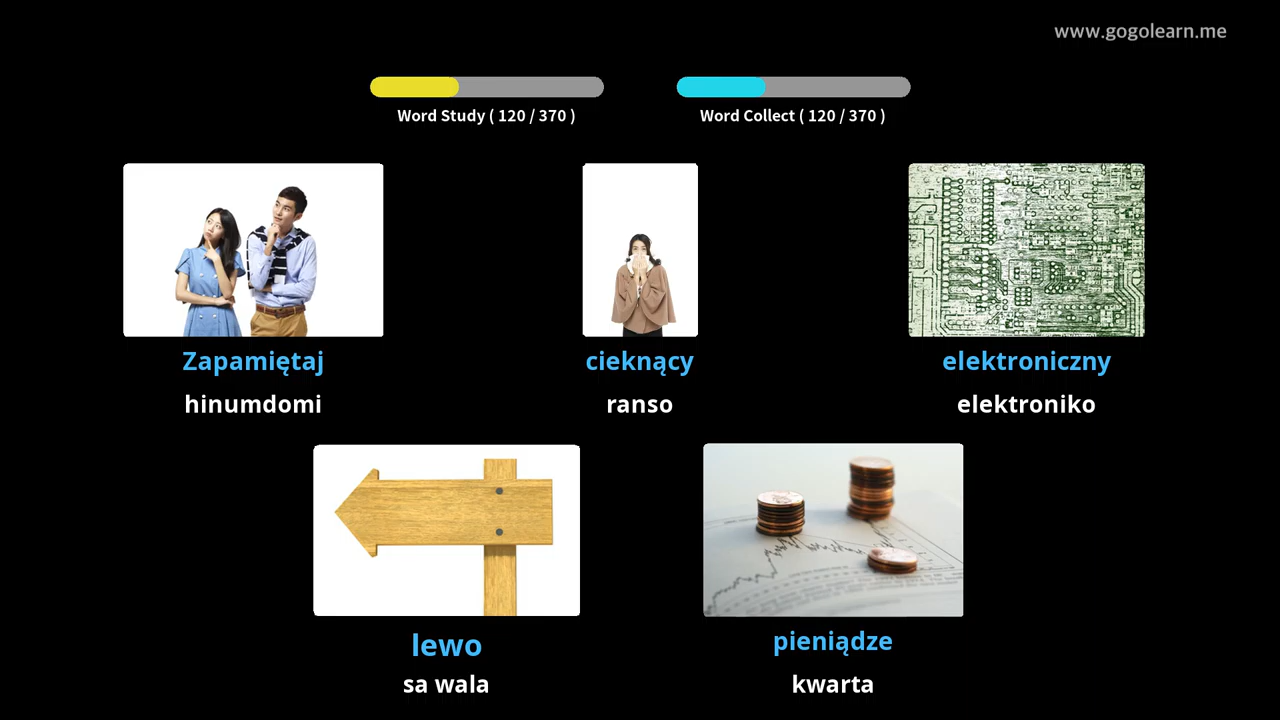 www.gogolearn.me
Word Study ( 120 / 370 )
Word Collect ( 120 / 370 )
Zapamiętaj
hinumdomi
cieknący
ranso
elektroniczny
elektroniko
lewo
sa wala
pieniądze
kwarta